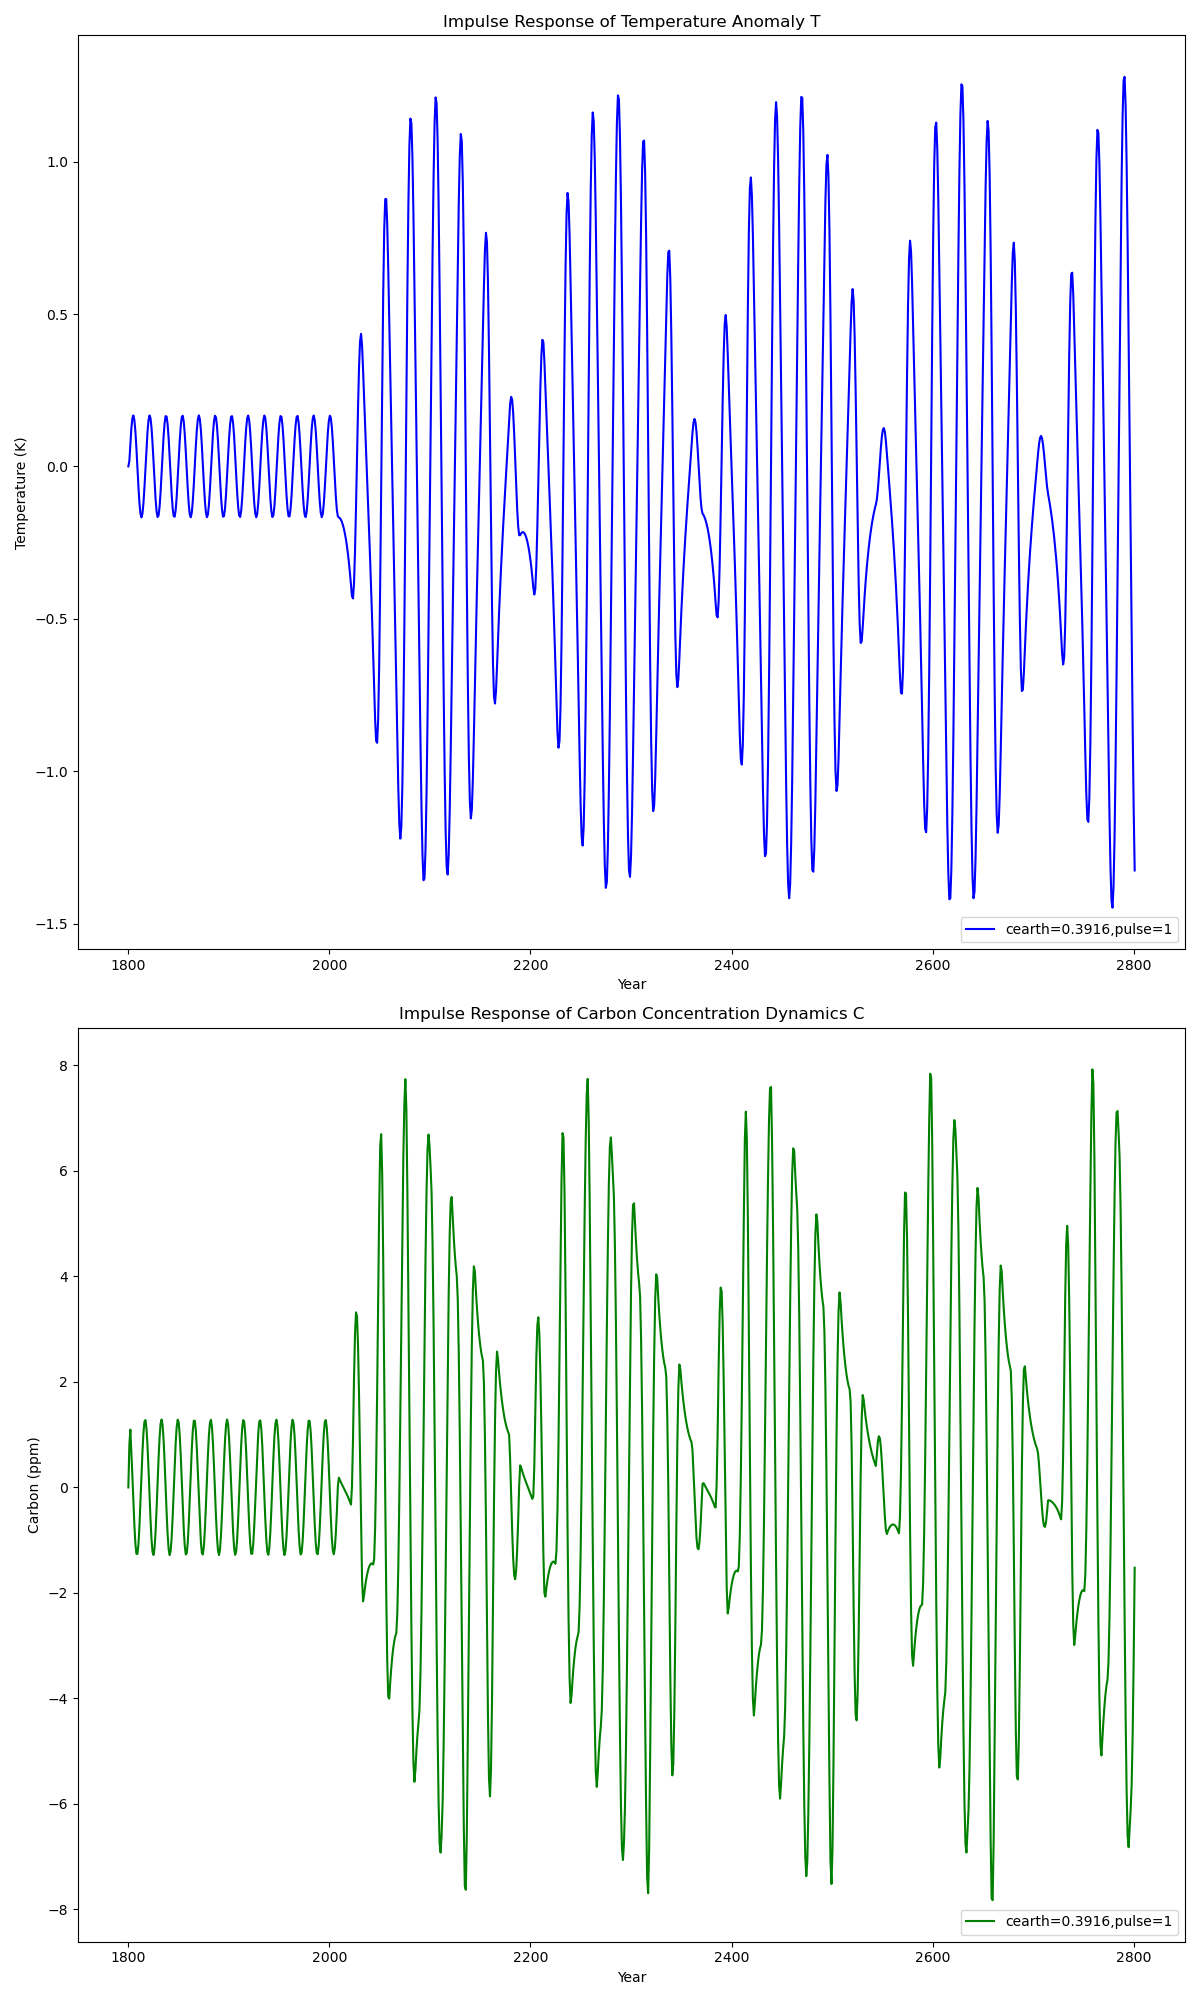 Impulse Response of Temperature Anomaly T
Temperature (K)
1.0
0.5
0.0
−0.5
−1.0
−1.5
cearth=0.3916,pulse=1
1800 2000 2200 2400 2600 2800
Year
Impulse Response of Carbon Concentration Dynamics C
Carbon (ppm)
8
6
4
2
0
−2
−4
−6
−8
cearth=0.3916,pulse=1
1800 2000 2200 2400 2600 2800
Year